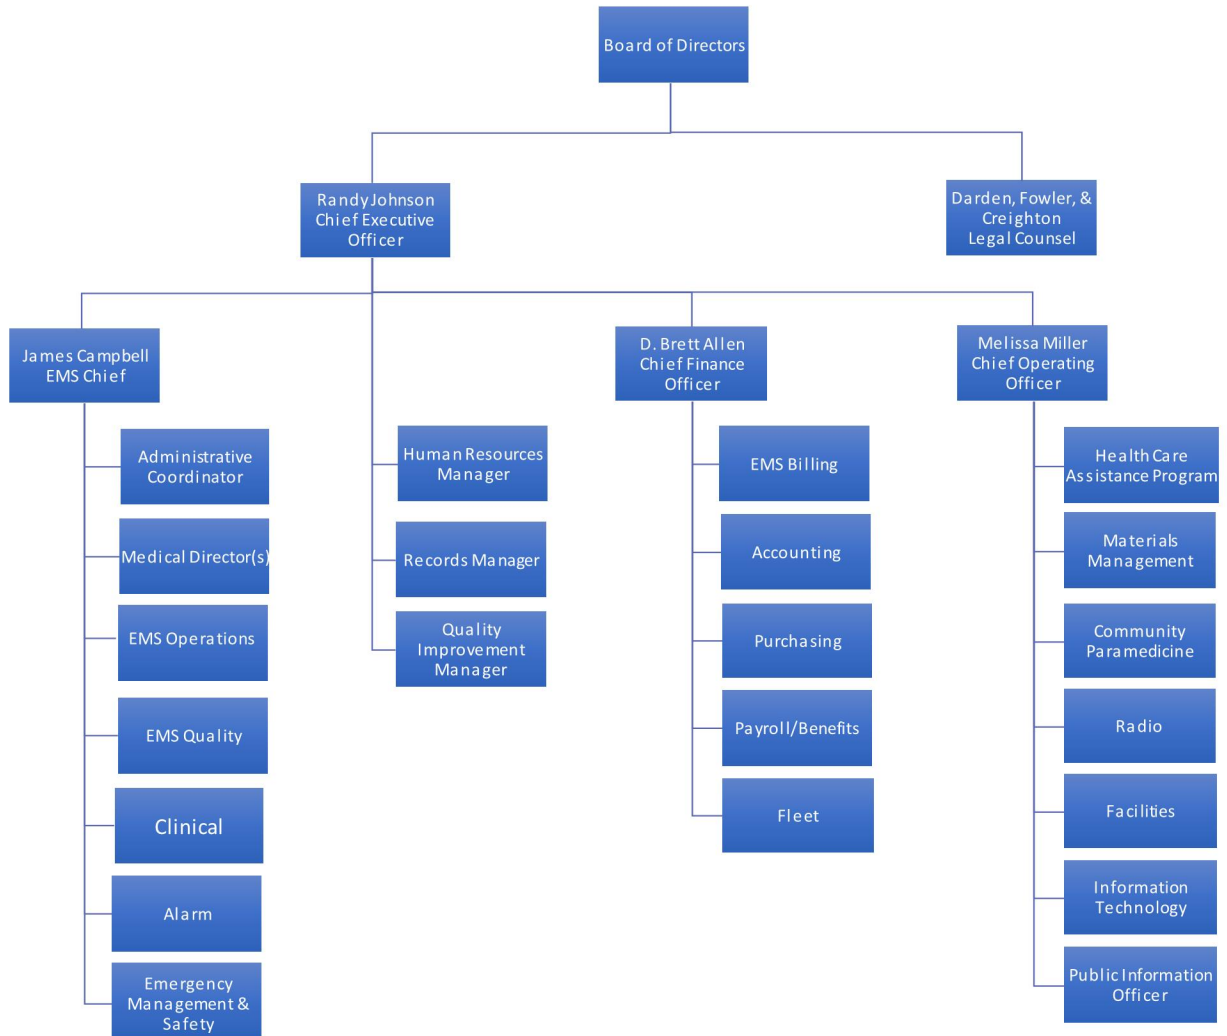 Board of Directors
Randy Johnson
Chief Executive
Officer
Darden, Fowler, &
Creighton
Legal Counsel
James Campbell
EMS Chief
D. Brett Allen
Chief Finance
Officer
Melissa Miller
Chief Operating
Officer
Administrative
Coordinator
Medical Director(s)
EMS Operations
EMS Quality
Clinical
Alarm
Emergency
Management &
Safety
Human Resources
Manager
Records Manager
Quality
Improvement
Manager
EMS Billing
Accounting
Purchasing
Payroll/Benefits
Fleet
Health Care
Assistance Program
Materials
Management
Community
Paramedicine
Radio
Facilities
Information
Technology
Public Information
Officer